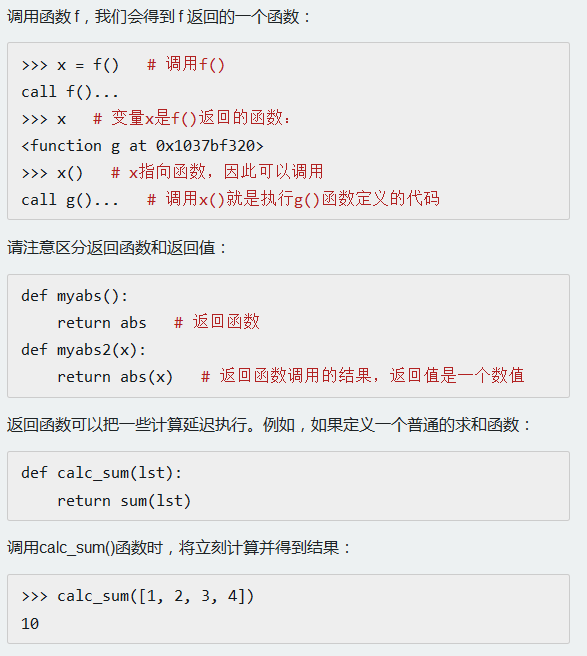 调用函数 f，我们会得到 f 返回的一个函数：
>>> x = f()   # 调用f()
call f()...
>>> x   # 变量x是f()返回的函数：
<function g at 0x1037bf320>
>>> x()   # x指向函数，因此可以调用
call g()...   # 调用x()就是执行g()函数定义的代码
请注意区分返回函数和返回值：
def myabs():
    return abs   # 返回函数
def myabs2(x):
    return abs(x)   # 返回函数调用的结果，返回值是一个数值
返回函数可以把一些计算延迟执行。例如，如果定义一个普通的求和函数：
def calc_sum(lst):
    return sum(lst)
调用calc_sum()函数时，将立刻计算并得到结果：
>>> calc_sum([1, 2, 3, 4])
10